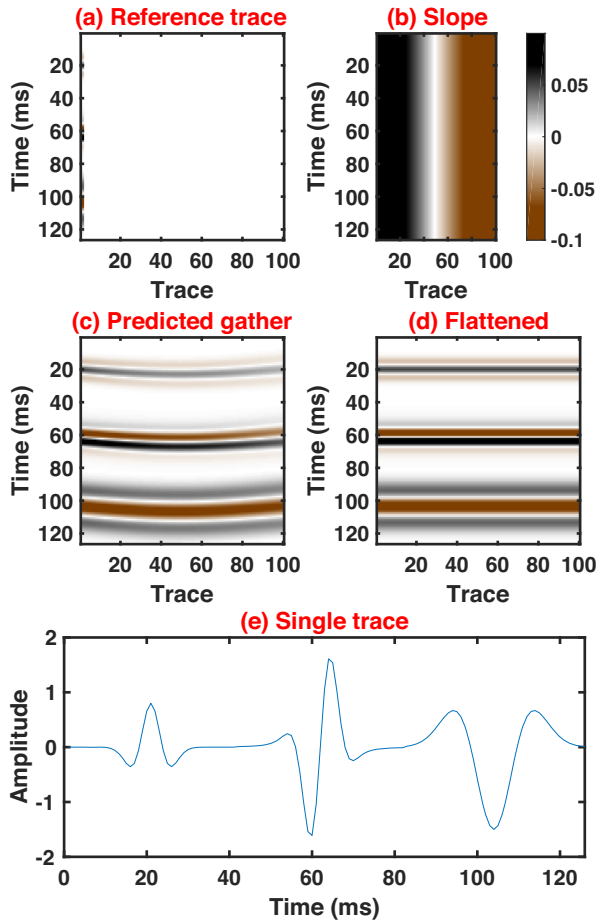 (a) Reference trace
(b) Slope
Time (ms)
20
40
60
80
100
120
20 40 60 80 100
Trace
Time (ms)
20
40
60
80
100
120
20 40 60 80 100
Trace
0.05
0
-0.05
-0.1
(c) Predicted gather
(d) Flattened
Time (ms)
20
40
60
80
100
120
20 40 60 80 100
Trace
Time (ms)
20
40
60
80
100
120
20 40 60 80 100
Trace
(e) Single trace
Amplitude
2
1
0
-1
-2
0 20 40 60 80 100 120
Time (ms)